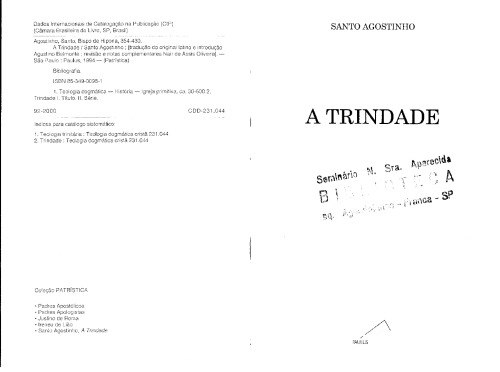 Dados Internacionais de Catalogação na Publicação (CIP)
(Câmara Brasileira do Livro, SP, Brasil)
Agostinho, Santo, Bispo de Hipona, 354-430.
A Trindade / Santo Agostinho ; [tradução do original latino e introdução
Agustino Belmonte ; revisão e notas complementares Nair de Assis Oliveira]. —
São Paulo : Paulus, 1994 — (Patrística)
Bibliografia.
ISBN 85-349-0098-1
1. Teologia dogmática — História — Igreja primitiva, ca. 30-600 2.
Trindade I. Título. II. Série.
CDD-231.044
Índices para catálogo sistemático:
1. Teologia trinitária : Teologia dogmática cristã 231.044
2. Trindade : Teologia dogmática cristã 231.044
Coleção PATRÍSTICA
• Padres Apostólicos
• Padres Apologistas
• Justino de Roma
• Irineu de Lião
• Santo Agostinho, A Trindade
SANTO AGOSTINHO
A TRINDADE
Seminário N. Sra. Aparecida
BIBLIOTECA
Franca - SP
PAULUS